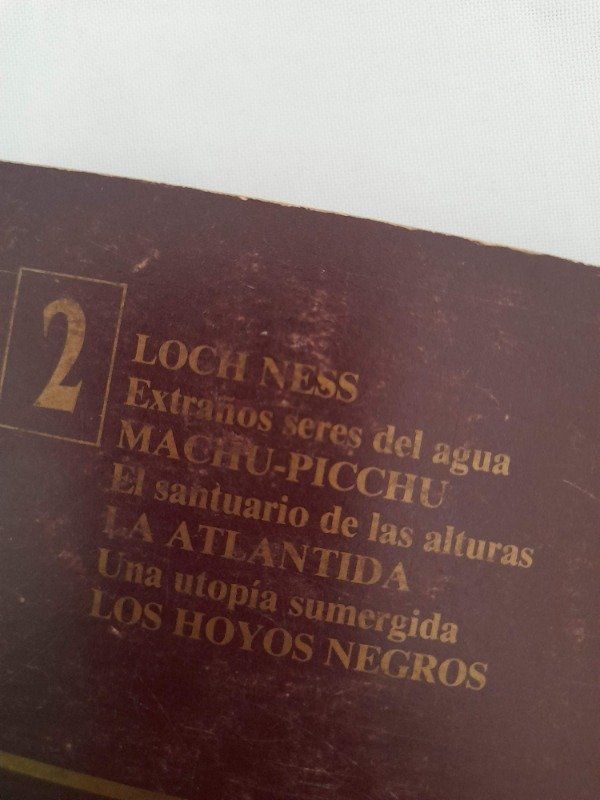 2
LOCH NESS
Extraños seres del agua
MACHU-PICCHU
El santuario de las alturas
LA ATLANTIDA
Una utopía sumergida
LOS HOYOS NEGROS